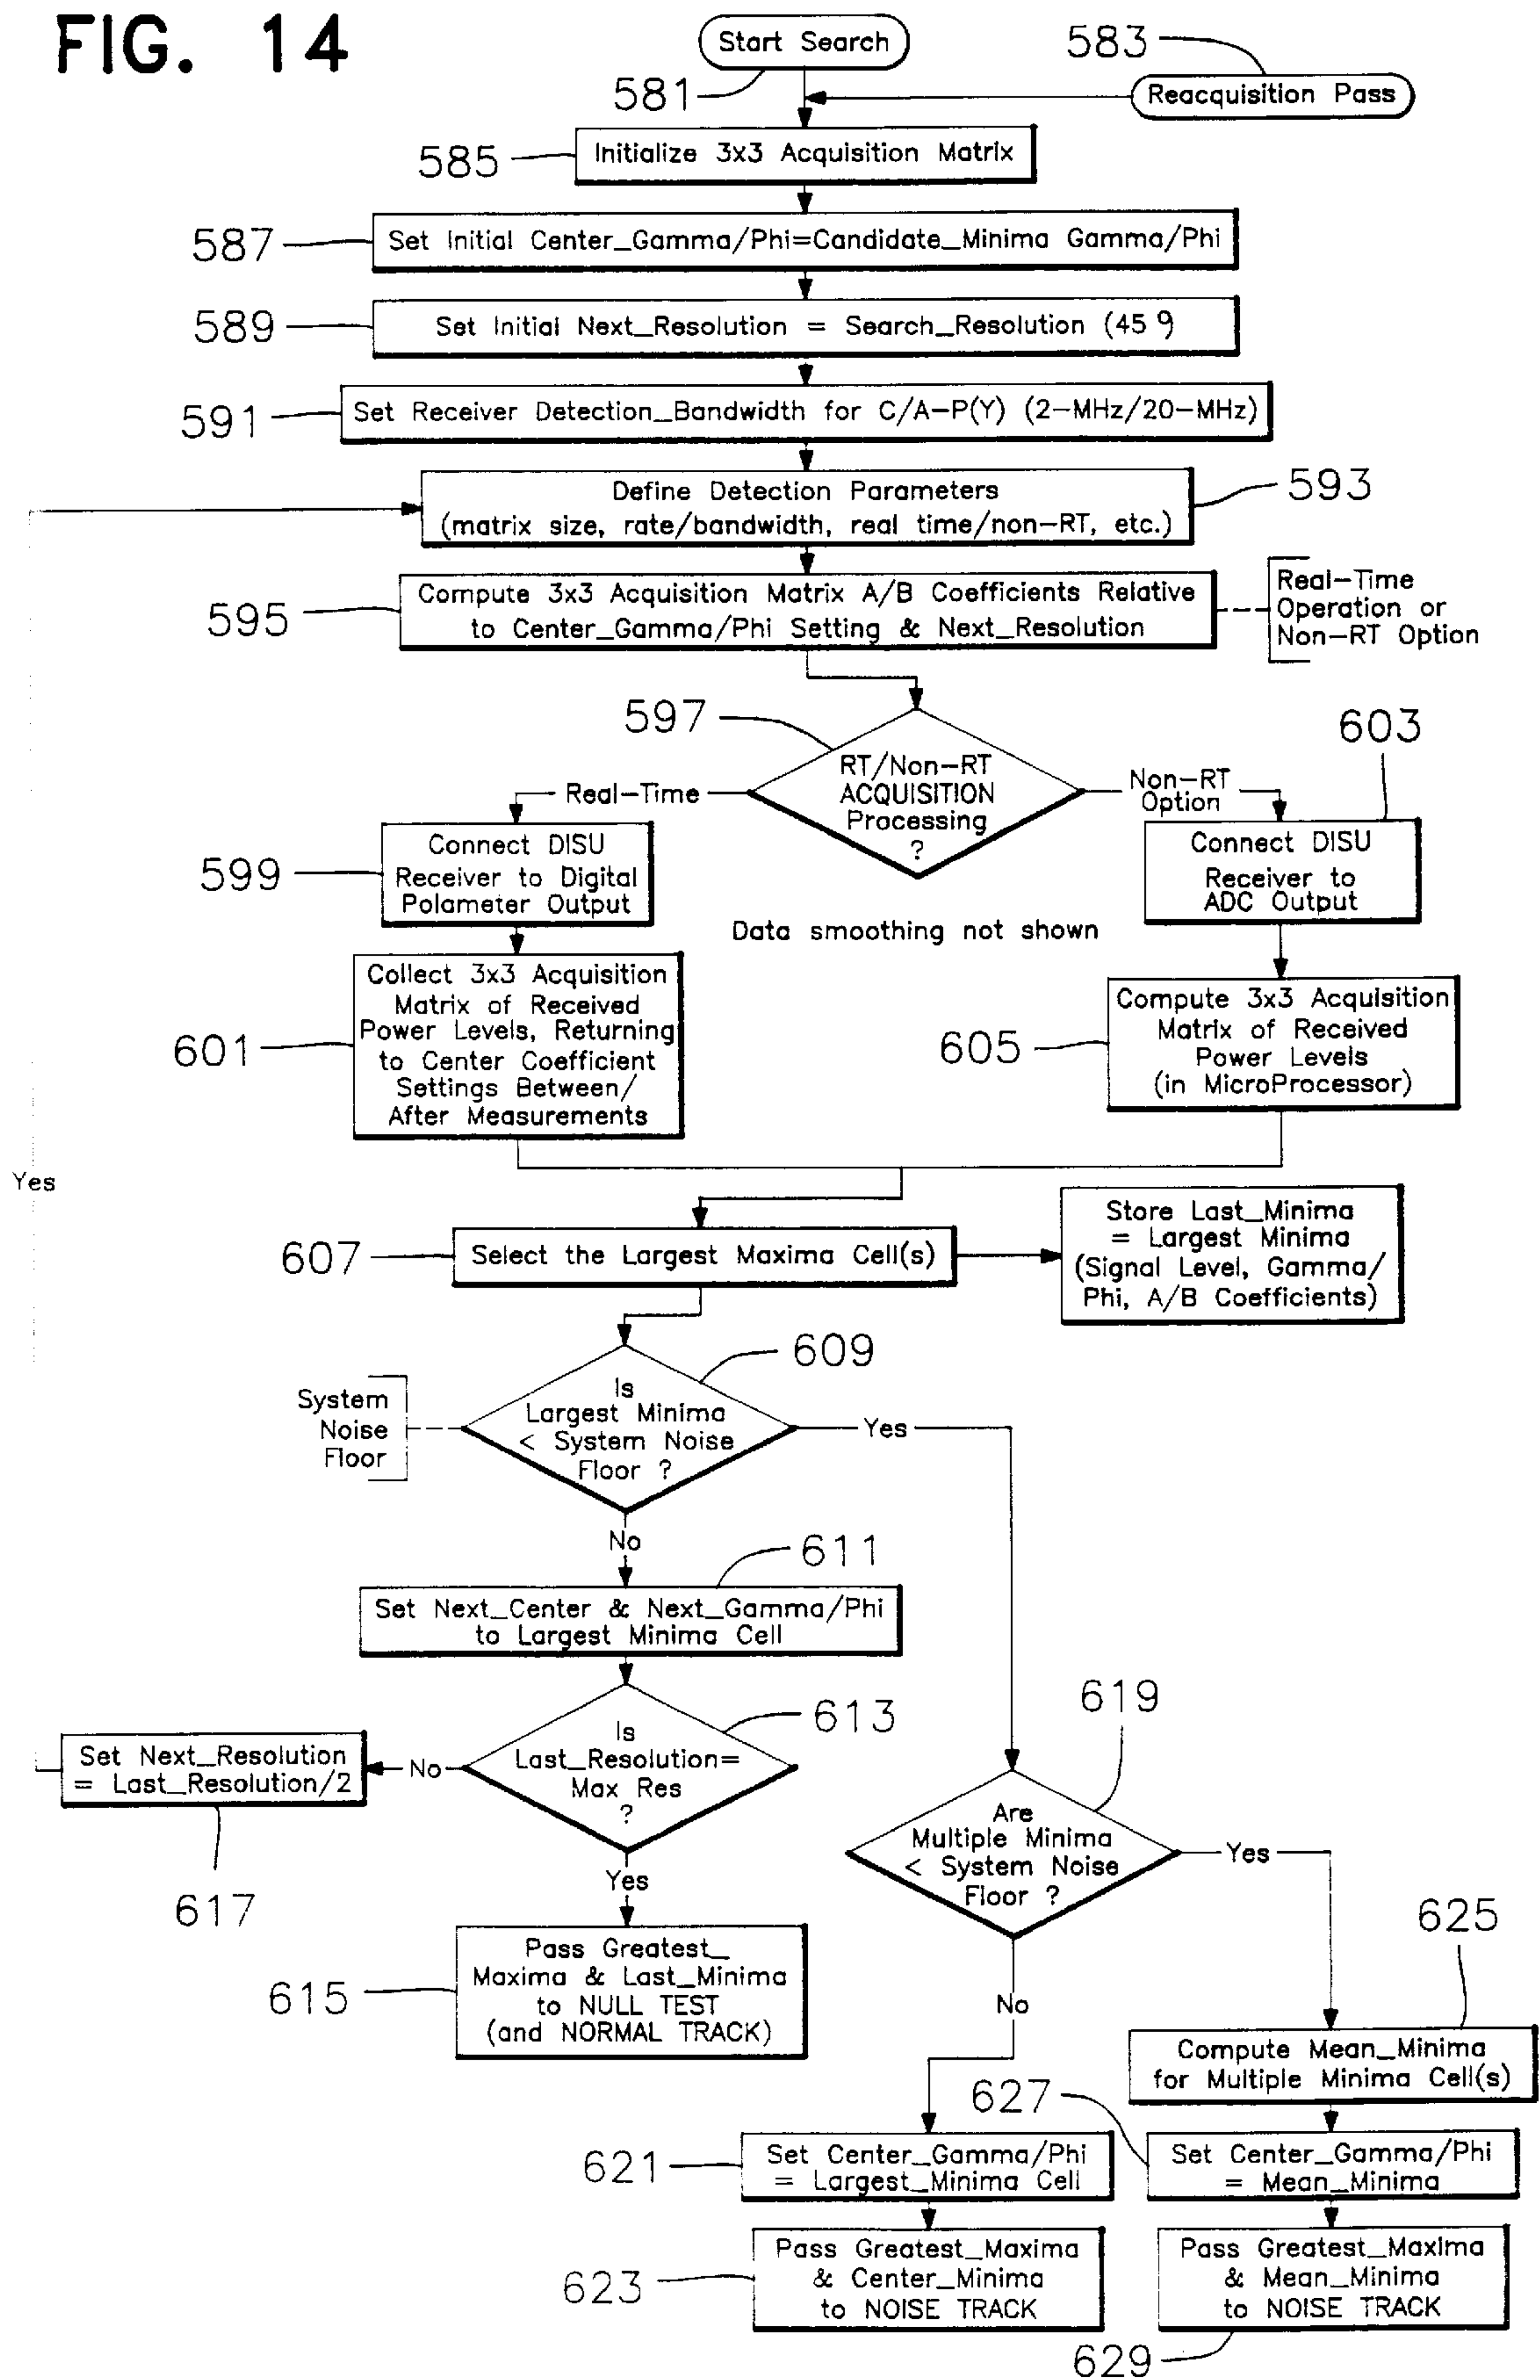 FIG. 14
Start Search
583
581
Reacquisition Pass
585
Initialize 3x3 Acquisition Matrix
587
Set Initial Center_Gamma/Phi=Candidate_Minima Gamma/Phi
589
Set Initial Next_Resolution = Search_Resolution (45°)
591
Set Receiver Detection_Bandwidth for C/A-P(Y) (2-MHz/20-MHz)
593
Define Detection Parameters
(matrix size, rate/bandwidth, real time/non-RT, etc.)
595
Compute 3x3 Acquisition Matrix A/B Coefficients Relative
to Center_Gamma/Phi Setting & Next_Resolution
Real-Time
Operation or
Non-RT Option
597
RT/Non-RT
ACQUISITION
Processing
?
603
Real-Time
Non-RT
Option
599
Connect DISU
Receiver to Digital
Polameter Output
Connect DISU
Receiver to
ADC Output
Data smoothing not shown
601
Collect 3x3 Acquisition
Matrix of Received
Power Levels, Returning
to Center Coefficient
Settings Between/
After Measurements
605
Compute 3x3 Acquisition
Matrix of Received
Power Levels
(in MicroProcessor)
Yes
607
Select the Largest Maxima Cell(s)
Store Last_Minima
= Largest Minima
(Signal Level, Gamma/
Phi, A/B Coefficients)
609
System
Noise
Floor
Is
Largest Minima
< System Noise
Floor ?
Yes
No
611
Set Next_Center & Next_Gamma/Phi
to Largest Minima Cell
613
Is
Last_Resolution=
Max Res
?
No
Set Next_Resolution
= Last_Resolution/2
617
Yes
615
Pass Greatest_
Maxima & Last_Minima
to NULL TEST
(and NORMAL TRACK)
619
Are
Multiple Minima
< System Noise
Floor ?
Yes
No
625
Compute Mean_Minima
for Multiple Minima Cell(s)
627
621
Set Center_Gamma/Phi
= Largest_Minima Cell
Set Center_Gamma/Phi
= Mean_Minima
623
Pass Greatest_Maxima
& Center_Minima
to NOISE TRACK
Pass Greatest_Maxima
& Mean_Minima
to NOISE TRACK
629